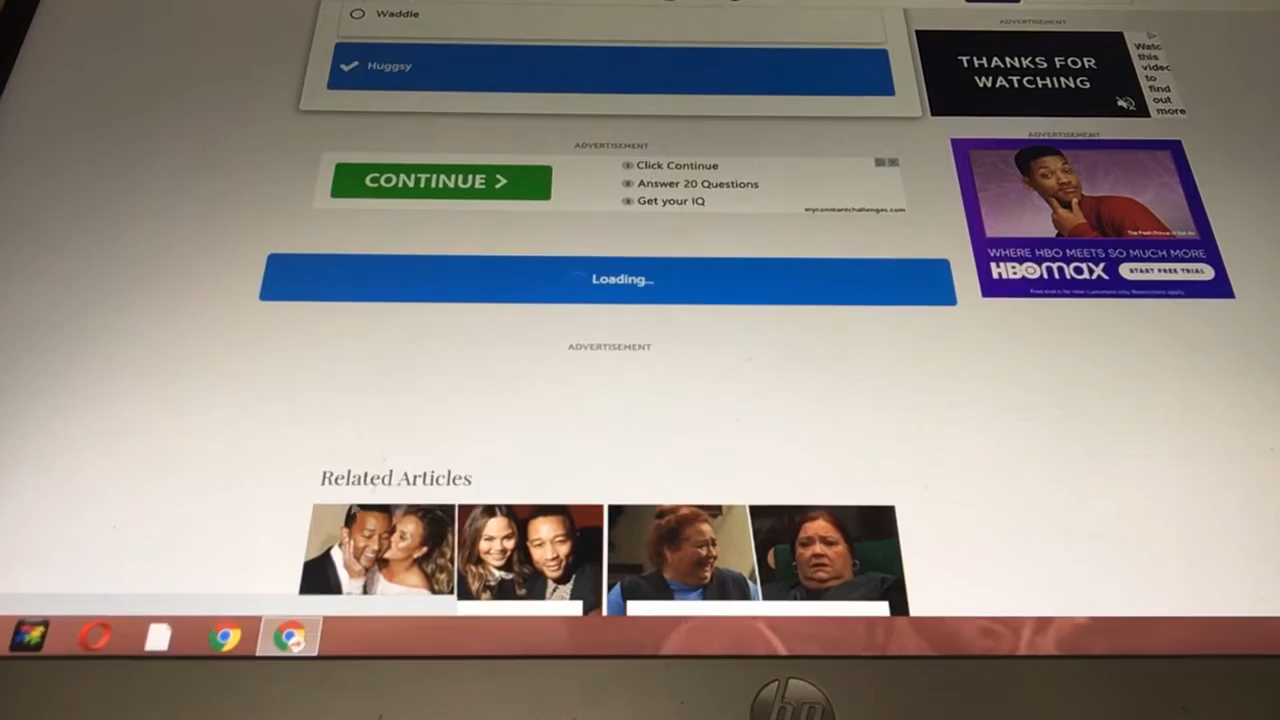 Waddle
Huggsy
ADVERTISEMENT
CONTINUE >
Click Continue
Answer 20 Questions
Get your IQ
myconstantchallenges.com
Loading...
ADVERTISEMENT
Related Articles
ADVERTISEMENT
THANKS FOR
WATCHING
Watc
this
videc
to
find
out
more
ADVERTISEMENT
WHERE HBO MEETS SO MUCH MORE
HBOmax
START FREE TRIAL
hp